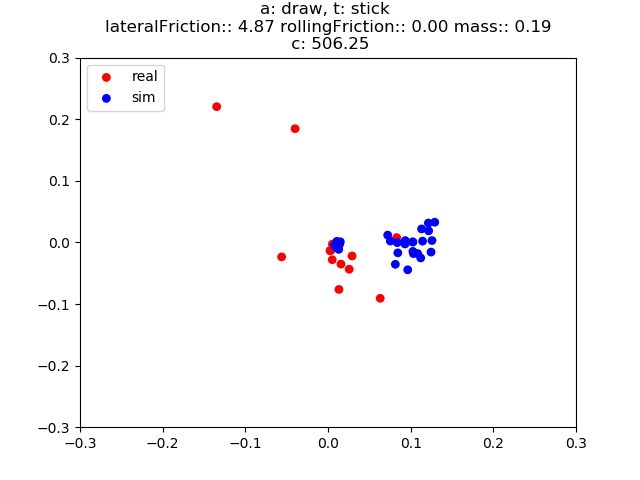 a: draw, t: stick
lateralFriction:: 4.87 rollingFriction:: 0.00 mass:: 0.19
c: 506.25
real
sim
0.3
0.2
0.1
0.0
−0.1
−0.2
−0.3
−0.3 −0.2 −0.1 0.0 0.1 0.2 0.3